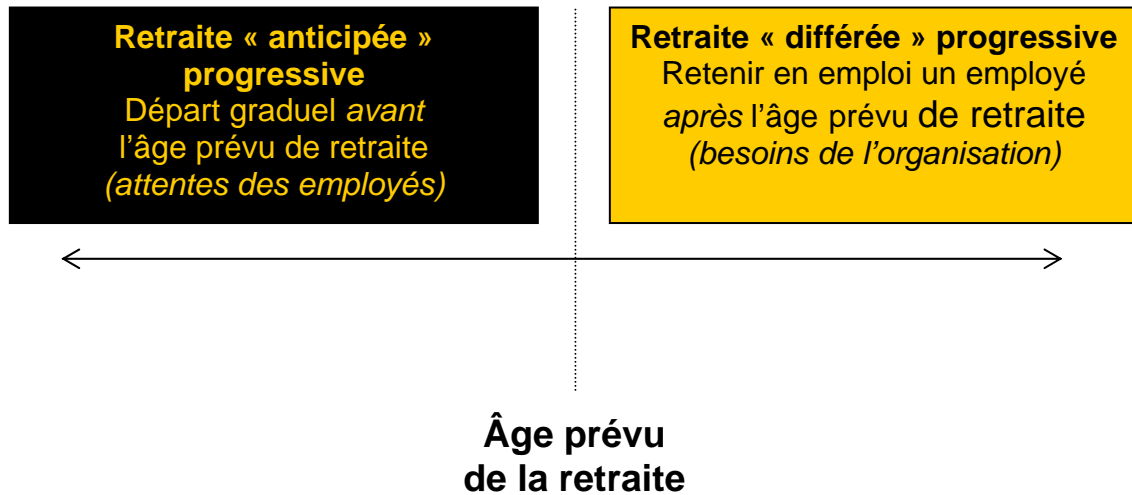 Retraite « anticipée »
progressive
Départ graduel avant
l'âge prévu de retraite
(attentes des employés)
Retraite « différée » progressive
Retenir en emploi un employé
après l'âge prévu de retraite
(besoins de l'organisation)
Âge prévu
de la retraite